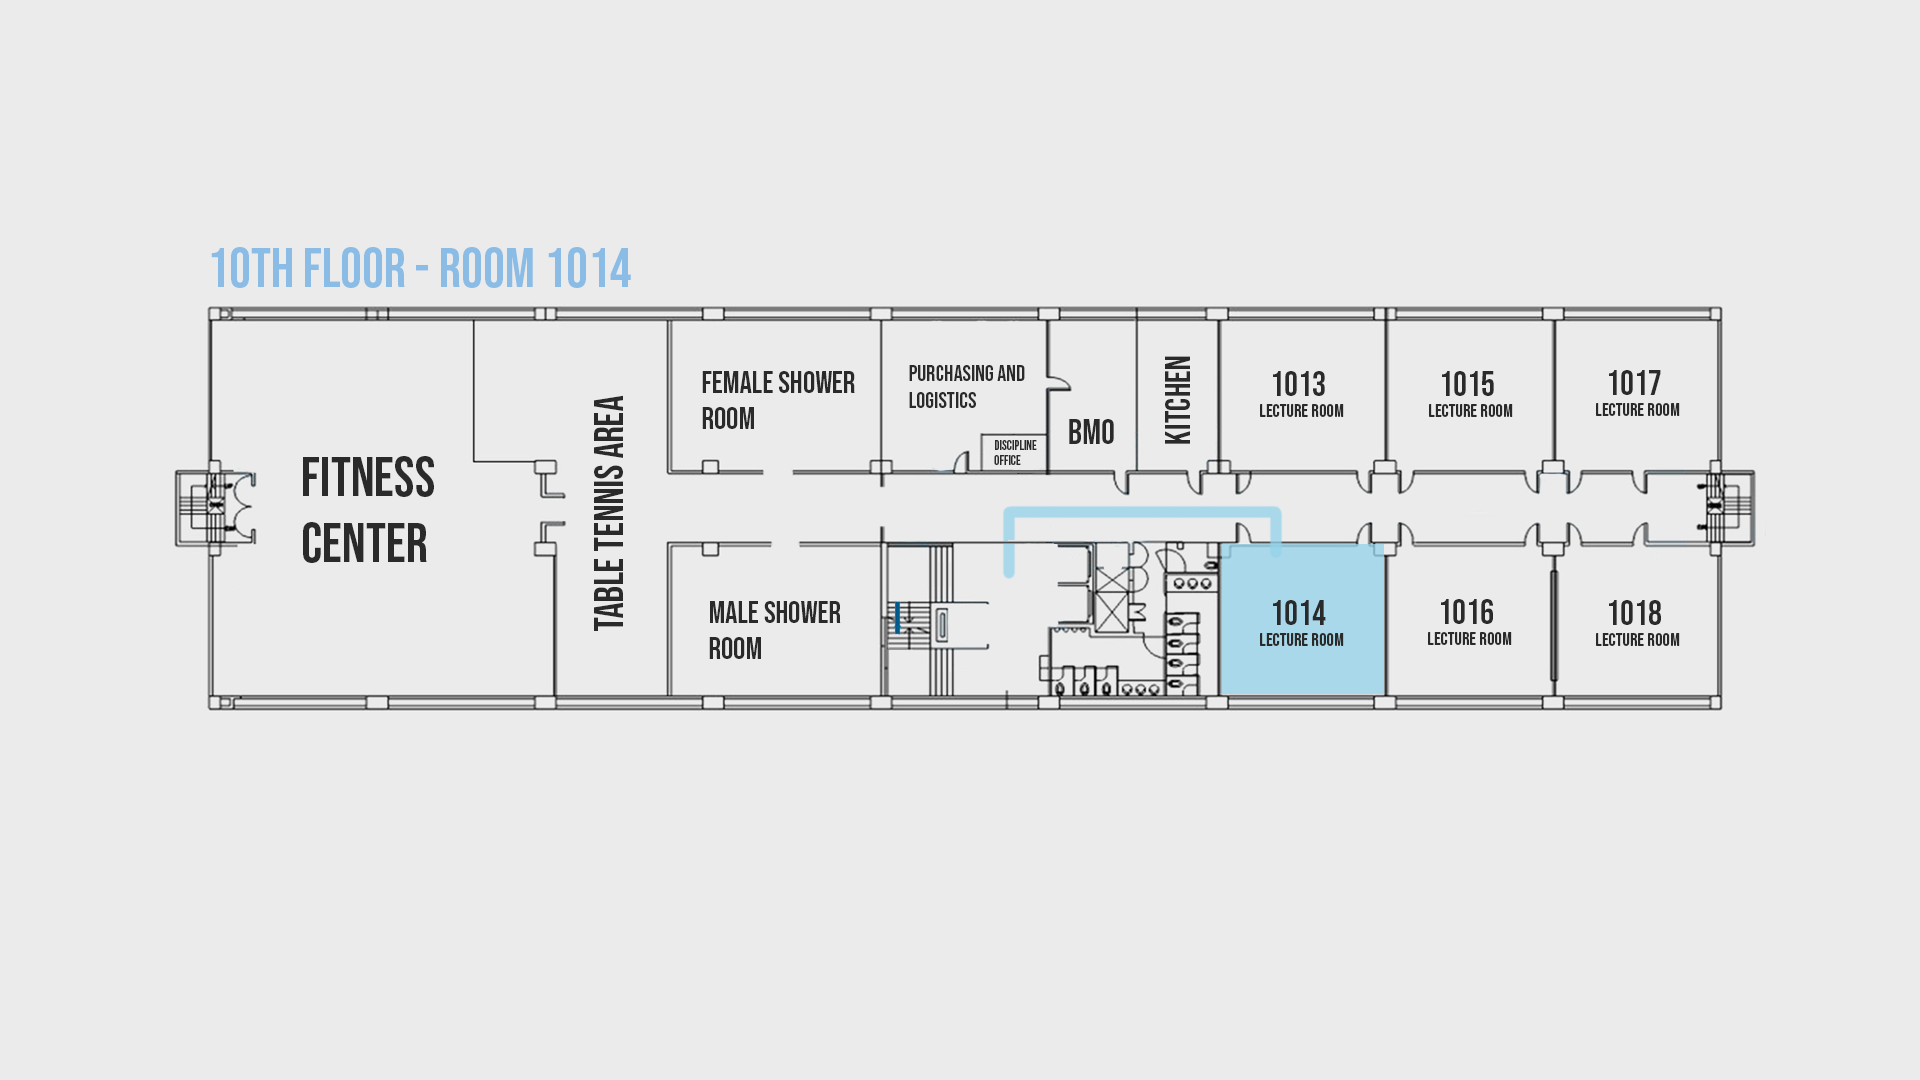 10TH FLOOR - ROOM 1014
FITNESS
CENTER
TABLE TENNIS AREA
FEMALE SHOWER
ROOM
MALE SHOWER
ROOM
PURCHASING AND
LOGISTICS
DISCIPLINE
OFFICE
BMO
KITCHEN
1013
LECTURE ROOM
1015
LECTURE ROOM
1017
LECTURE ROOM
1014
LECTURE ROOM
1016
LECTURE ROOM
1018
LECTURE ROOM